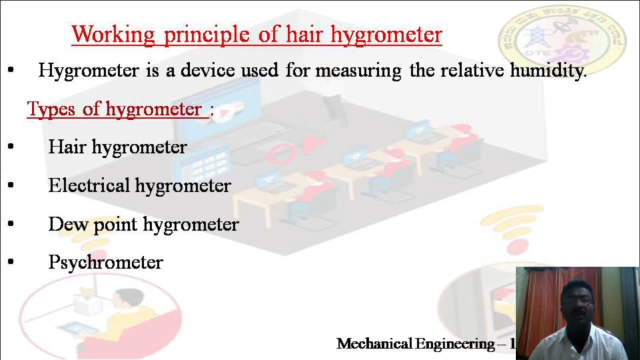 Working principle of hair hygrometer
▪ Hygrometer is a device used for measuring the relative humidity.
Types of hygrometer :
▪ Hair hygrometer
▪ Electrical hygrometer
▪ Dew point hygrometer
▪ Psychrometer
Mechanical Engineering – 1